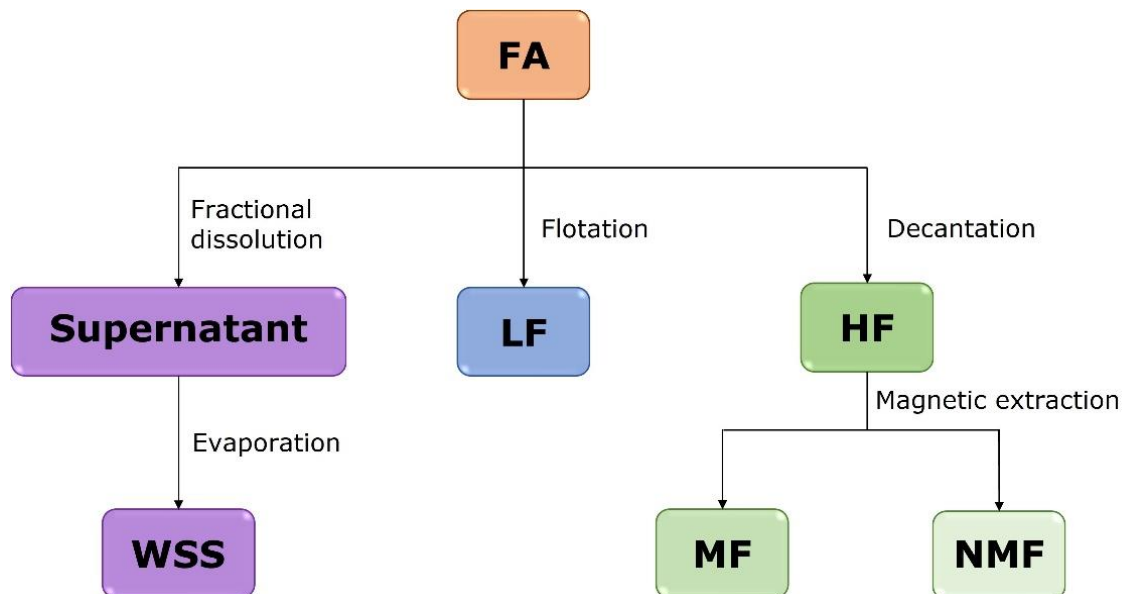 FA
Fractional
dissolution
Flotation
Decantation
Supernatant
LF
HF
Magnetic extraction
Evaporation
WSS
MF
NMF